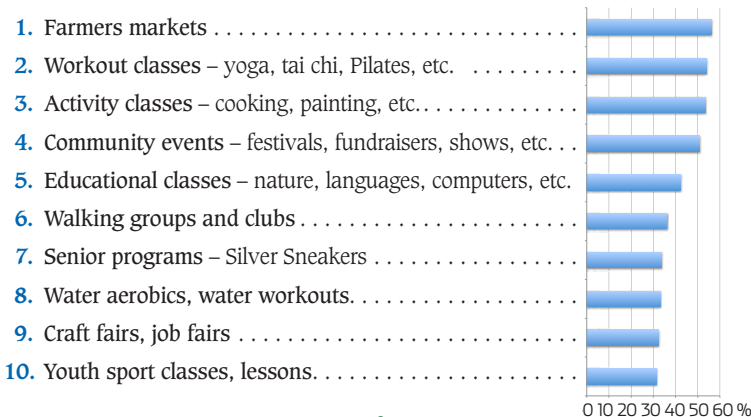 1. Farmers markets . . . . . . . . . . . . . . . . . . . . . . . . . . . . . . . .
2. Workout classes – yoga, tai chi, Pilates, etc. . . . . . . . . .
3. Activity classes – cooking, painting, etc. . . . . . . . . . . . . .
4. Community events – festivals, fundraisers, shows, etc. . .
5. Educational classes – nature, languages, computers, etc.
6. Walking groups and clubs . . . . . . . . . . . . . . . . . . . . . . . .
7. Senior programs – Silver Sneakers . . . . . . . . . . . . . . . . . .
8. Water aerobics, water workouts. . . . . . . . . . . . . . . . . . . .
9. Craft fairs, job fairs . . . . . . . . . . . . . . . . . . . . . . . . . . . . . .
10. Youth sport classes, lessons. . . . . . . . . . . . . . . . . . . . . . .
0 10 20 30 40 50 60 %